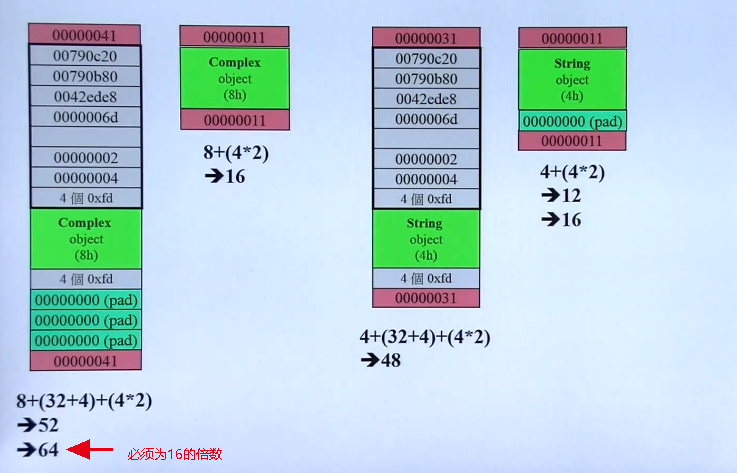 00000041
00790c20
00790b80
0042ede8
0000006d
00000002
00000004
4 個 0xfd
Complex
object
(8h)
4 個 0xfd
00000000 (pad)
00000000 (pad)
00000000 (pad)
00000041
8+(32+4)+(4*2)
➔52
➔64
必须为16的倍数
00000011
Complex
object
(8h)
00000011
8+(4*2)
➔16
00000031
00790c20
00790b80
0042ede8
0000006d
00000002
00000004
4 個 0xfd
String
object
(4h)
4 個 0xfd
00000031
4+(32+4)+(4*2)
➔48
00000011
String
object
(4h)
00000000 (pad)
00000011
4+(4*2)
➔12
➔16